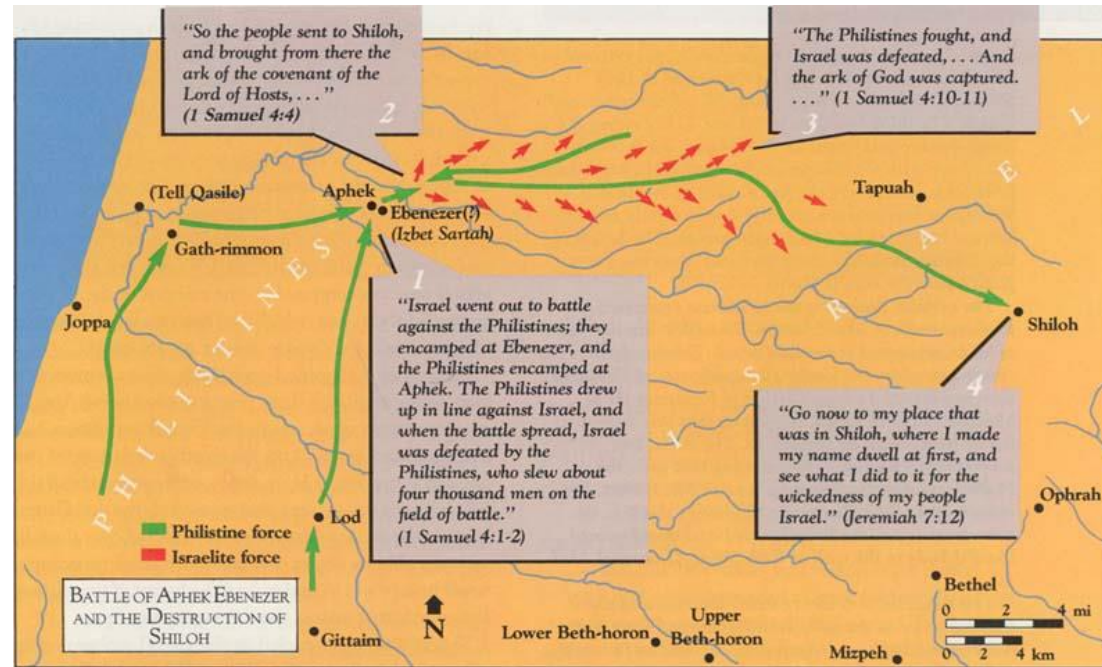 "So the people sent to Shiloh,
and brought from there the
ark of the covenant of the
Lord of Hosts, . . ."
(1 Samuel 4:4)
2
"The Philistines fought, and
Israel was defeated, . . . And
the ark of God was captured.
. . ." (1 Samuel 4:10-11)
3
(Tell Qasile)
Aphek
Ebenezer(?)
(Izbet Sartah)
Gath-rimmon
Tapuah
Joppa
Shiloh
PHILISTINES
ISRAEL
1
"Israel went out to battle
against the Philistines; they
encamped at Ebenezer, and
the Philistines encamped at
Aphek. The Philistines drew
up in line against Israel, and
when the battle spread, Israel
was defeated by the
Philistines, who slew about
four thousand men on the
field of battle."
(1 Samuel 4:1-2)
4
"Go now to my place that
was in Shiloh, where I made
my name dwell at first, and
see what I did to it for the
wickedness of my people
Israel." (Jeremiah 7:12)
Ophrah
Lod
Philistine force
Israelite force
BATTLE OF APHEK EBENEZER
AND THE DESTRUCTION OF
SHILOH
N
Gittaim
Lower Beth-horon
Upper
Beth-horon
Mizpeh
Bethel
0 2 4 mi
0 2 4 km